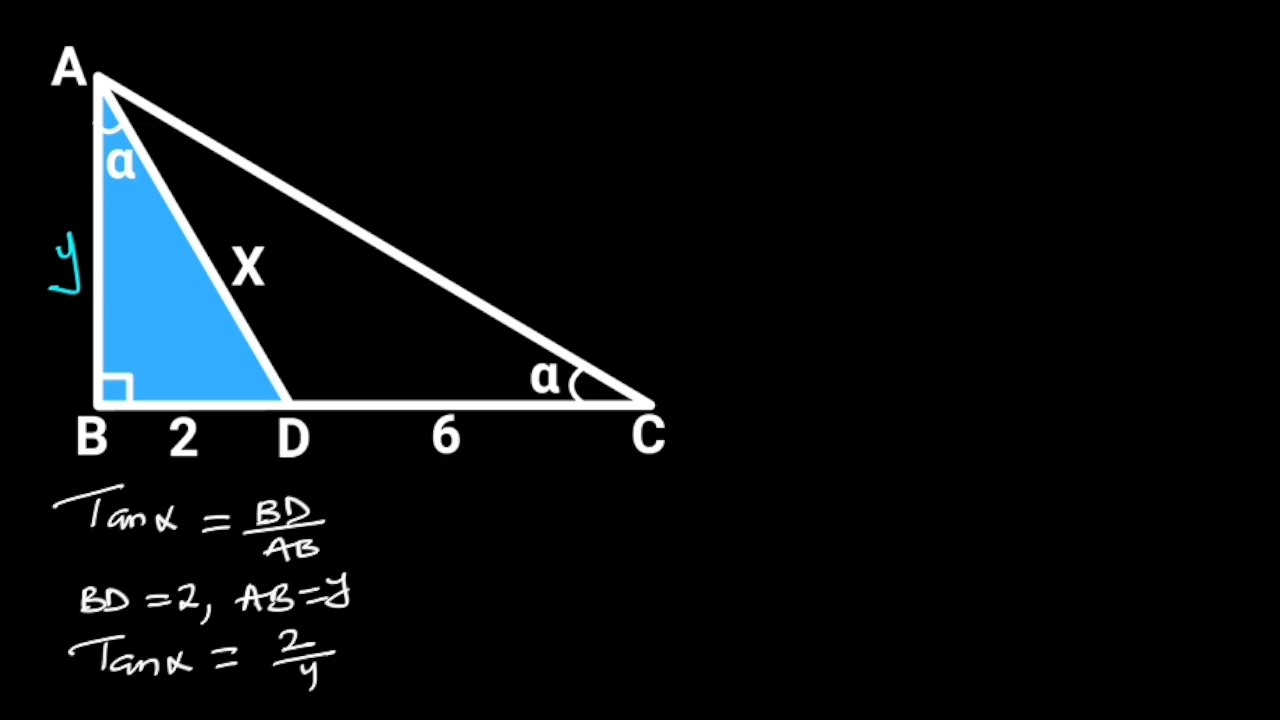 A
α
y
X
α
B 2 D 6 C
Tanα = BD/AB
BD = 2, AB = y
Tanα = 2/y